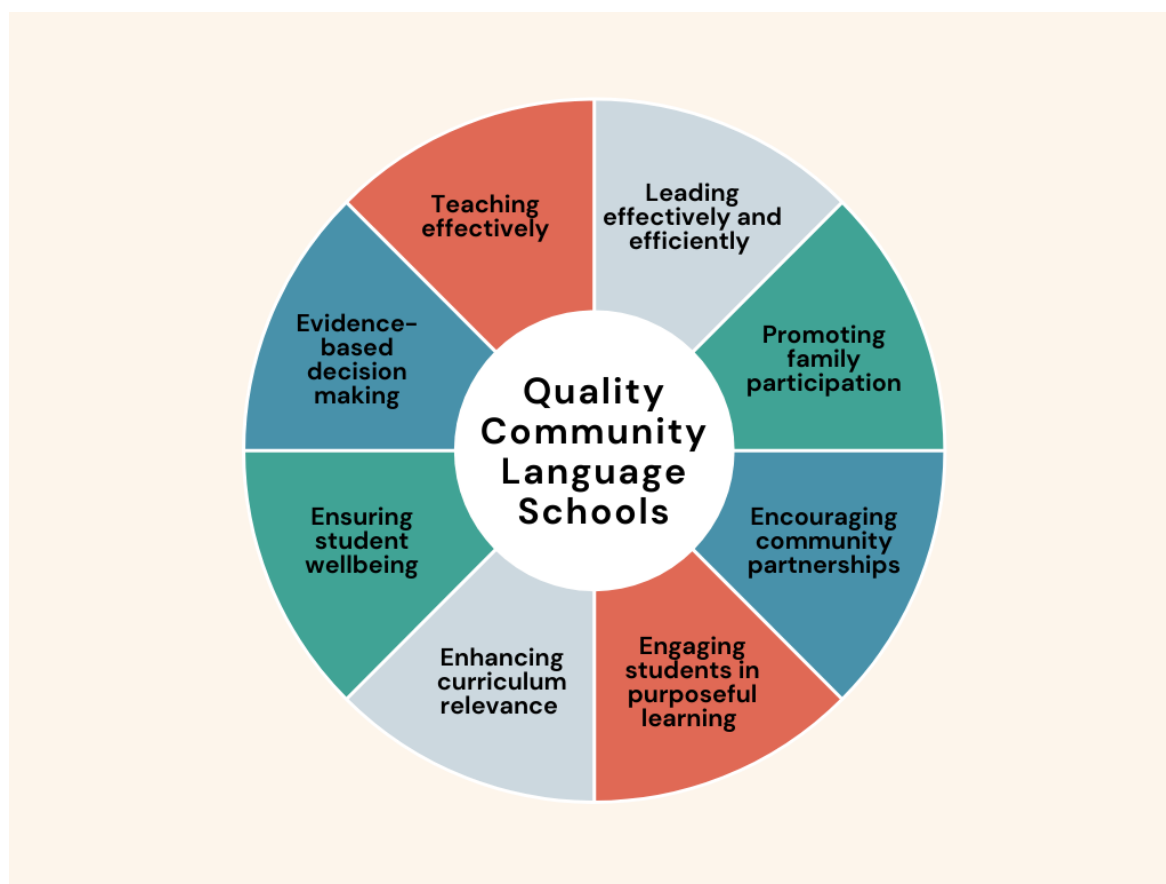 Teaching
effectively
Leading
effectively and
efficiently
Promoting
family
participation
Encouraging
community
partnerships
Engaging
students in
purposeful
learning
Enhancing
curriculum
relevance
Ensuring
student
wellbeing
Evidence-
based
decision
making
Quality
Community
Language
Schools